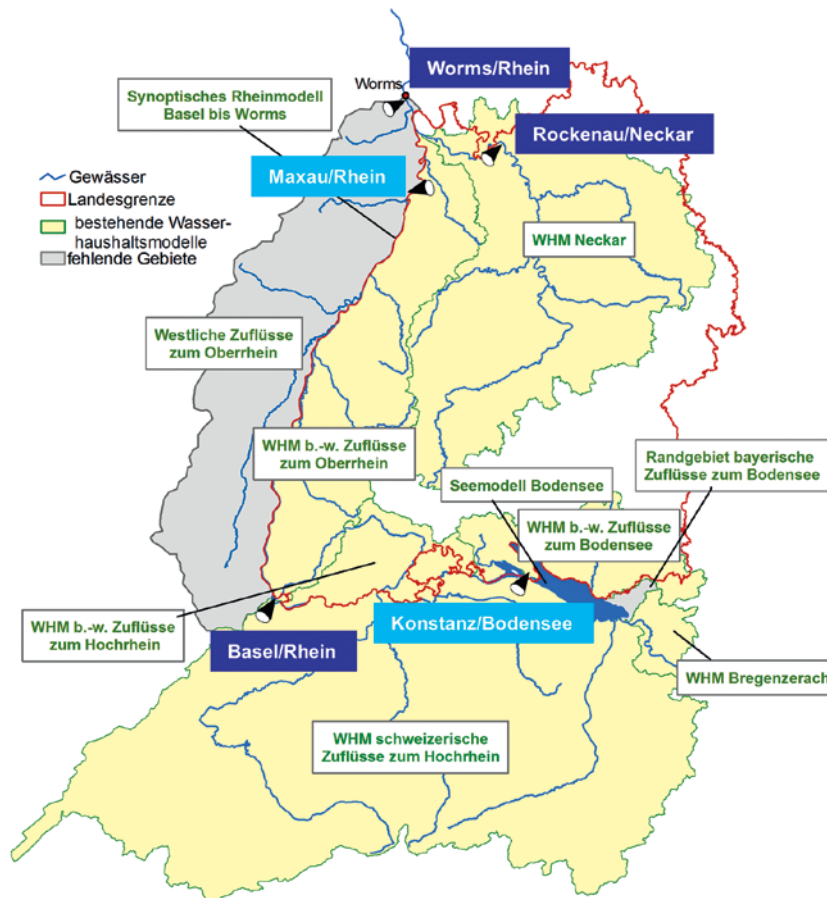 Worms/Rhein
Worms
Synoptisches Rheinmodell
Basel bis Worms
Rockenau/Neckar
Maxau/Rhein
Gewässer
Landesgrenze
bestehende Wasser-
haushaltsmodelle
fehlende Gebiete
WHM Neckar
Westliche Zuflüsse
zum Oberrhein
WHM b.-w. Zuflüsse
zum Oberrhein
Randgebiet bayerische
Zuflüsse zum Bodensee
Seemodell Bodensee
WHM b.-w. Zuflüsse
zum Bodensee
WHM b.-w. Zuflüsse
zum Hochrhein
Konstanz/Bodensee
Basel/Rhein
WHM Bregenzerach
WHM schweizerische
Zuflüsse zum Hochrhein